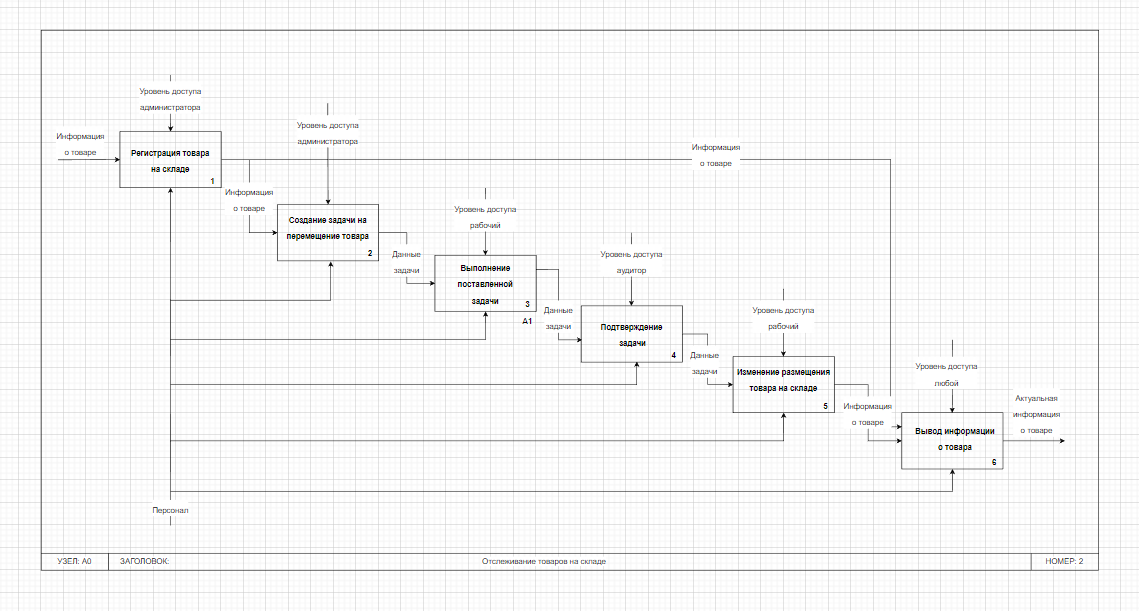 Уровень доступа
администратора
Информация
о товаре
Регистрация товара
на складе
1
Уровень доступа
администратора
Информация
о товаре
Информация
о товаре
Создание задачи на
перемещение товара
2
Уровень доступа
рабочий
Данные
задачи
Выполнение
поставленной
задачи
3
А1
Уровень доступа
аудитор
Данные
задачи
Подтверждение
задачи
4
Уровень доступа
рабочий
Данные
задачи
Изменение размещения
товара на складе
5
Уровень доступа
любой
Информация
о товаре
Вывод информации
о товара
6
Актуальная
информация
о товаре
Персонал
УЗЕЛ: А0
ЗАГОЛОВОК:
Отслеживание товаров на складе
НОМЕР: 2